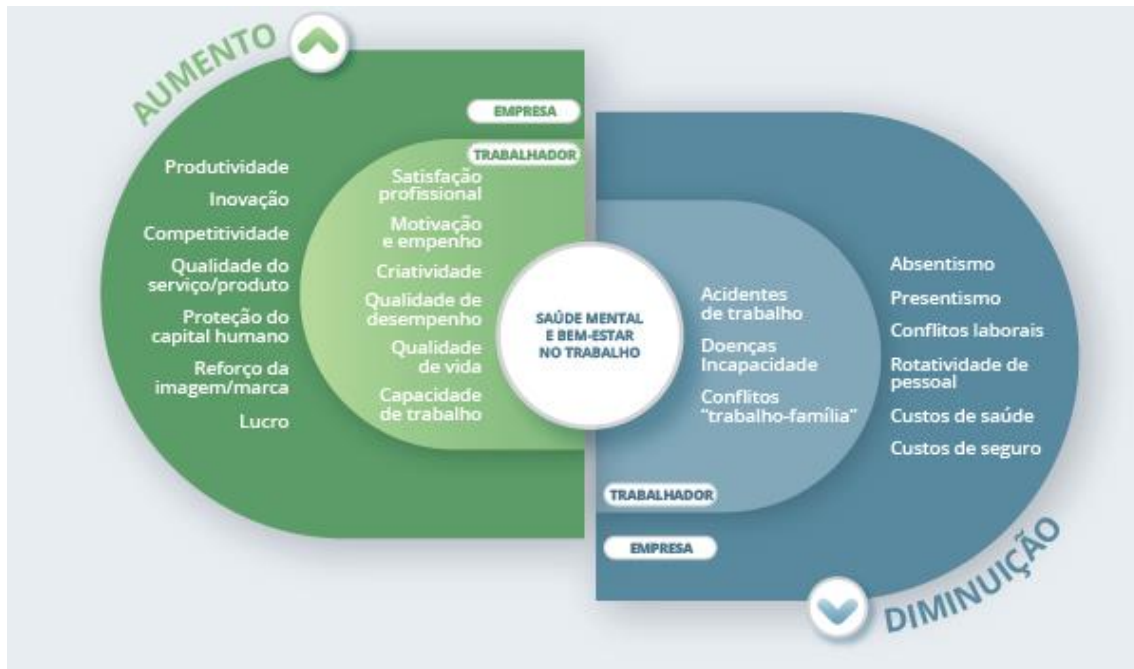 AUMENTO
EMPRESA
TRABALHADOR
Produtividade
Inovação
Competitividade
Qualidade do
serviço/produto
Proteção do
capital humano
Reforço da
imagem/marca
Lucro
Satisfação
profissional
Motivação
e empenho
Criatividade
Qualidade de
desempenho
Qualidade
de vida
Capacidade
de trabalho
SAÚDE MENTAL
E BEM-ESTAR
NO TRABALHO
Acidentes
de trabalho
Doenças
Incapacidade
Conflitos
“trabalho-família”
Absentismo
Presentismo
Conflitos laborais
Rotatividade de
pessoal
Custos de saúde
Custos de seguro
TRABALHADOR
EMPRESA
DIMINUIÇÃO